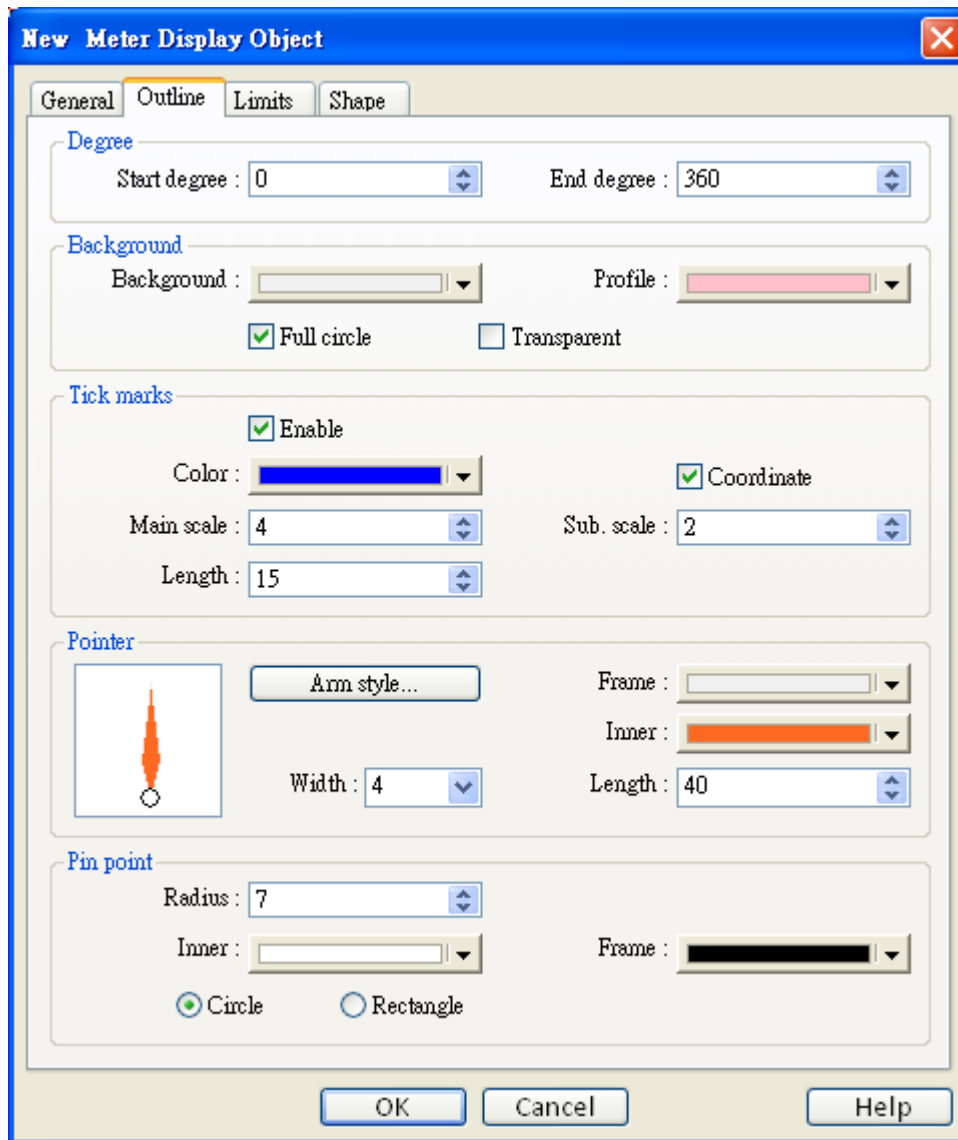 New Meter Display Object
General Outline Limits Shape
Degree
Start degree : 0 End degree : 360
Background
Background : Profile :
Full circle Transparent
Tick marks
Enable
Color : Coordinate
Main scale : 4 Sub. scale : 2
Length : 15
Pointer
Arm style... Frame :
Inner :
Width : 4 Length : 40
Pin point
Radius : 7
Inner : Frame :
Circle Rectangle
OK Cancel Help